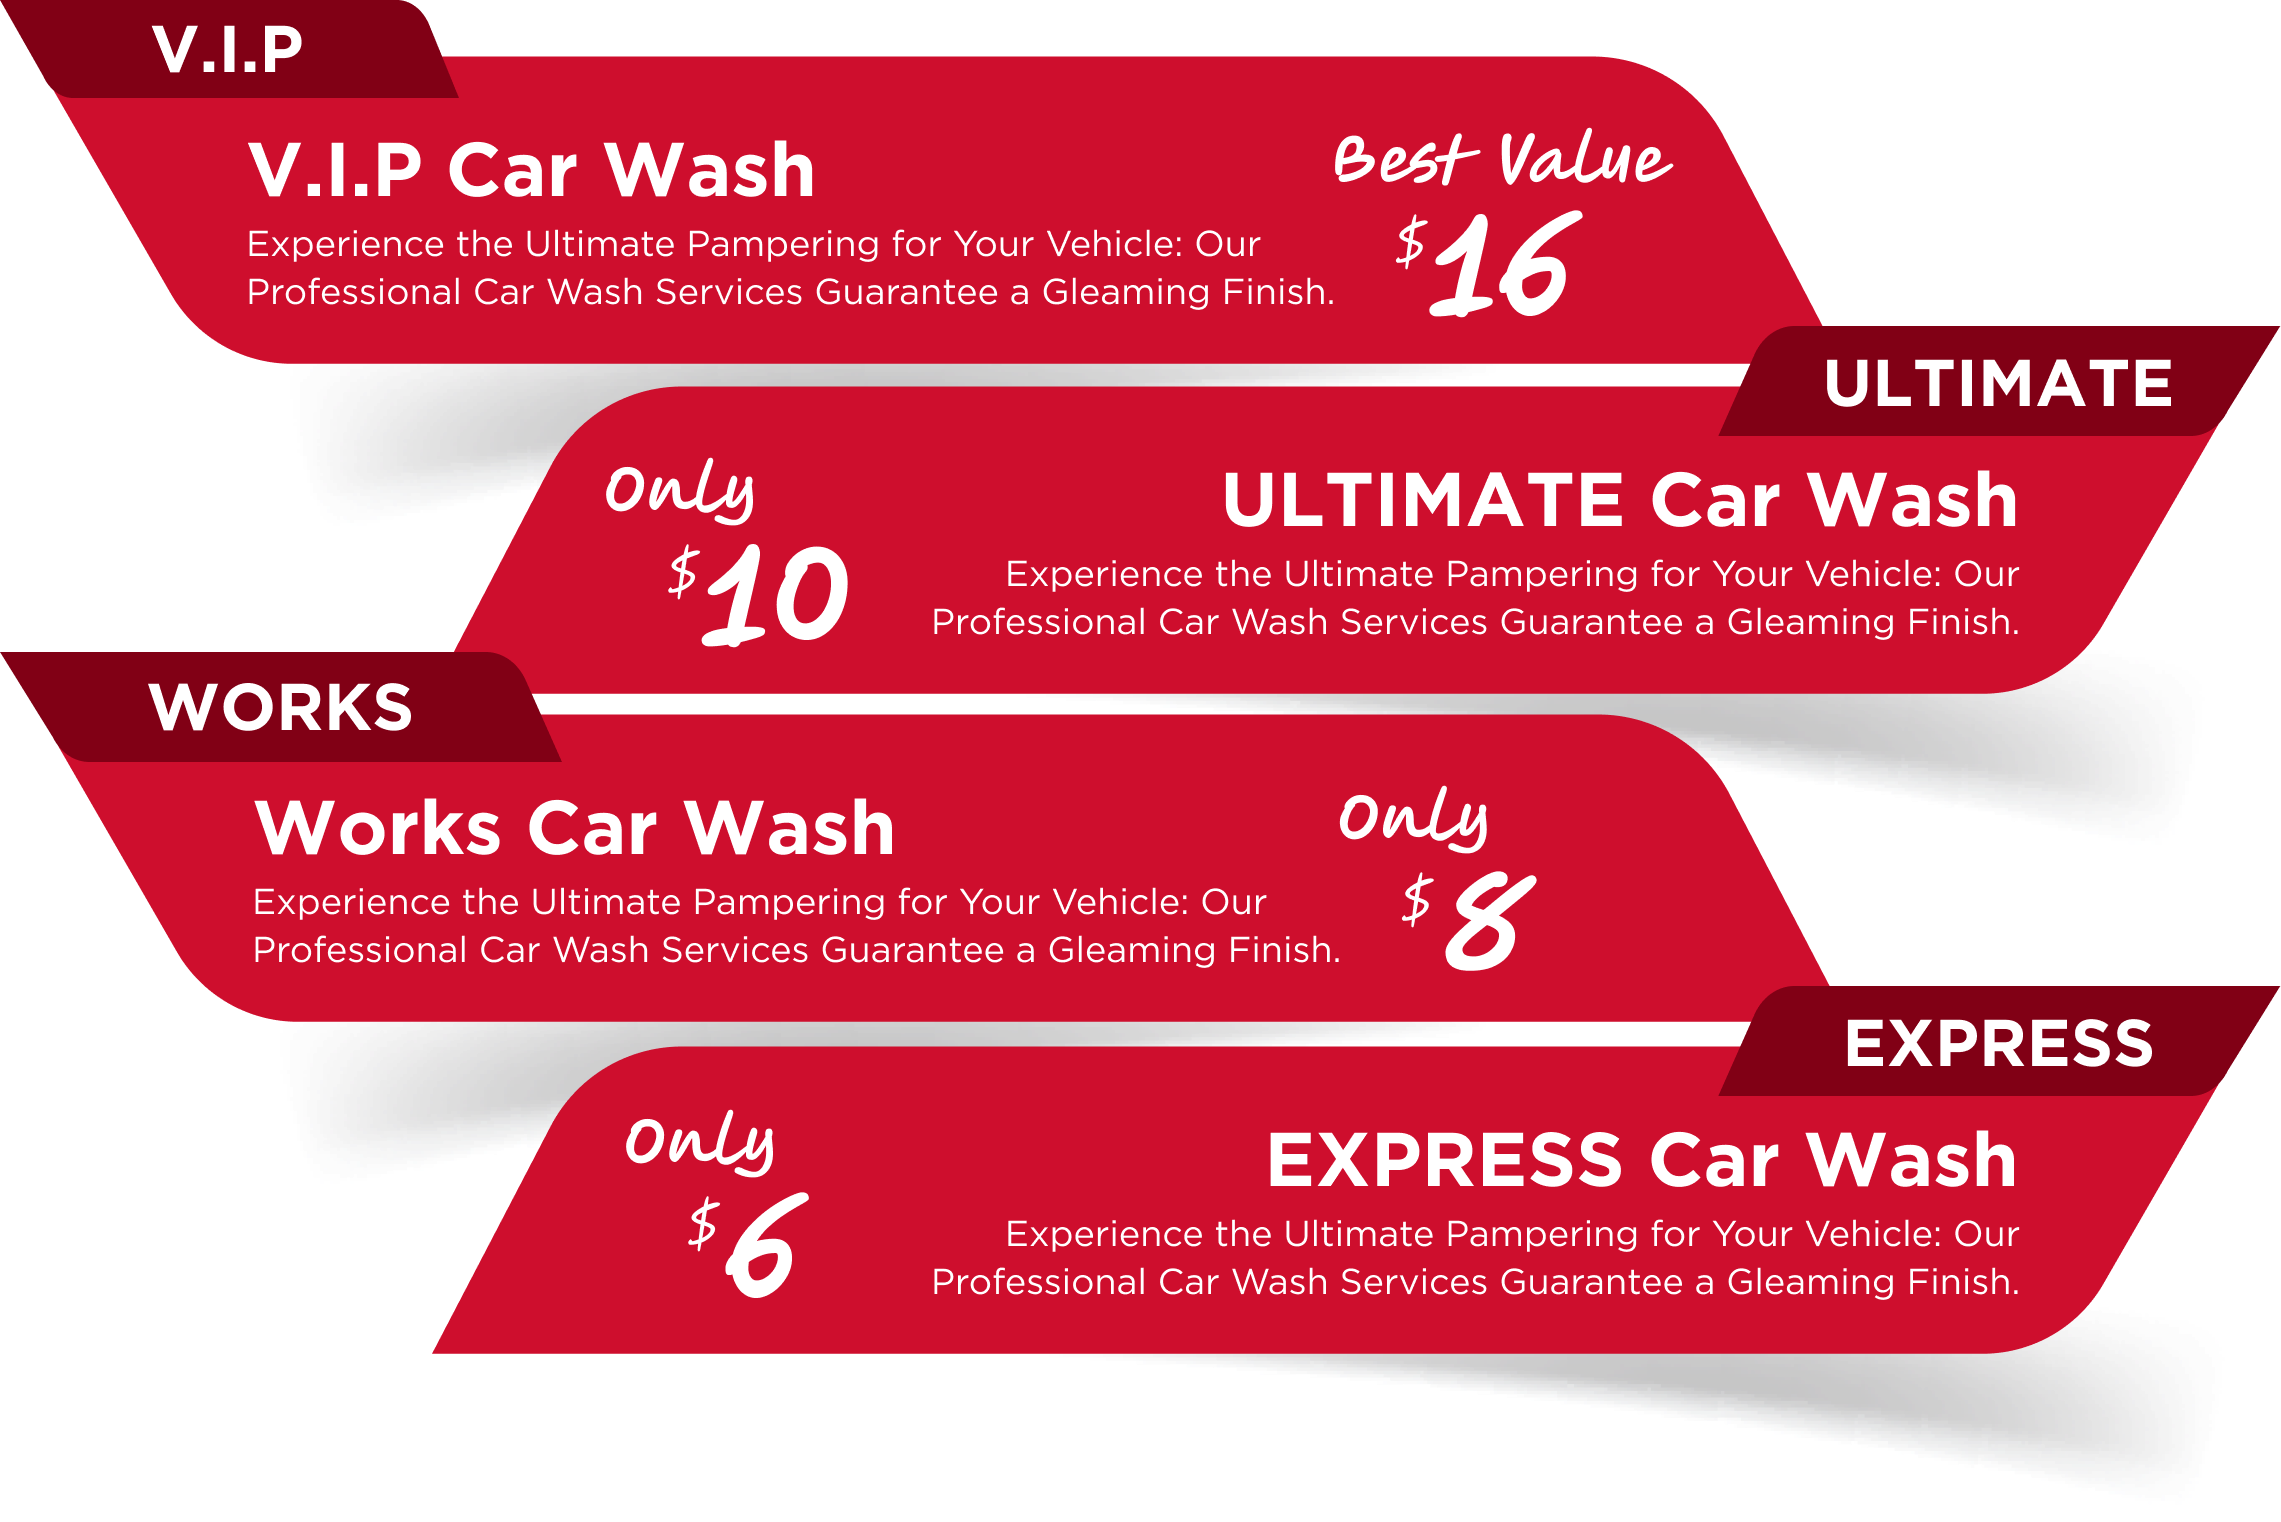 V.I.P
V.I.P Car Wash
Experience the Ultimate Pampering for Your Vehicle: Our
Professional Car Wash Services Guarantee a Gleaming Finish.
Best Value
$16
ULTIMATE
Only
$10
ULTIMATE Car Wash
Experience the Ultimate Pampering for Your Vehicle: Our
Professional Car Wash Services Guarantee a Gleaming Finish.
WORKS
Works Car Wash
Experience the Ultimate Pampering for Your Vehicle: Our
Professional Car Wash Services Guarantee a Gleaming Finish.
Only
$8
EXPRESS
Only
$6
EXPRESS Car Wash
Experience the Ultimate Pampering for Your Vehicle: Our
Professional Car Wash Services Guarantee a Gleaming Finish.